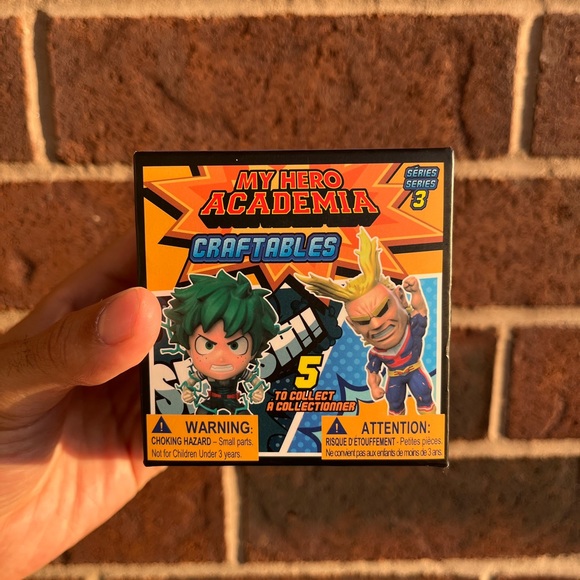 MY HERO
ACADEMIA
SÉRIES
SERIES
3
CRAFTABLES
5
TO COLLECT
À COLLECTIONNER
WARNING:
CHOKING HAZARD – Small parts.
Not for Children Under 3 years.
ATTENTION:
RISQUE D'ÉTOUFFEMENT - Petites pièces.
Ne convient pas aux enfants de moins de 3 ans.